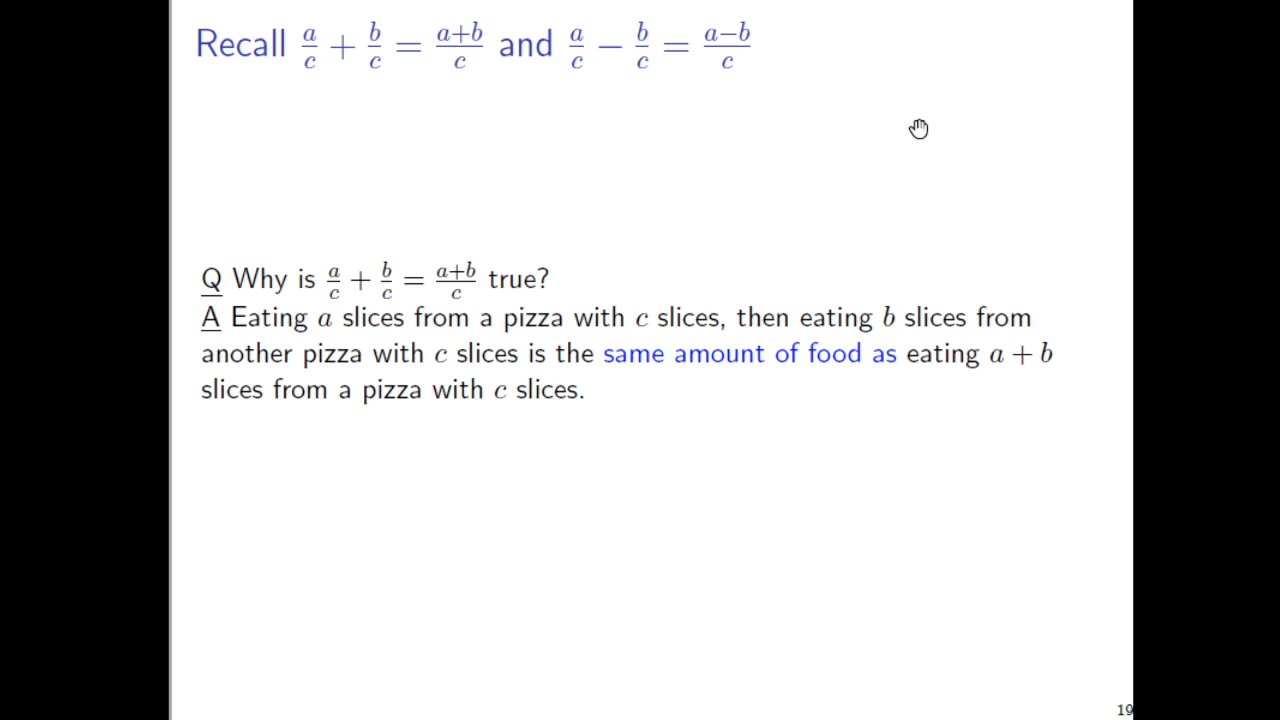 Recall a/c + b/c = a+b/c and a/c − b/c = a−b/c
Q Why is a/c + b/c = a+b/c true?
A Eating a slices from a pizza with c slices, then eating b slices from
another pizza with c slices is the same amount of food as eating a + b
slices from a pizza with c slices.
19